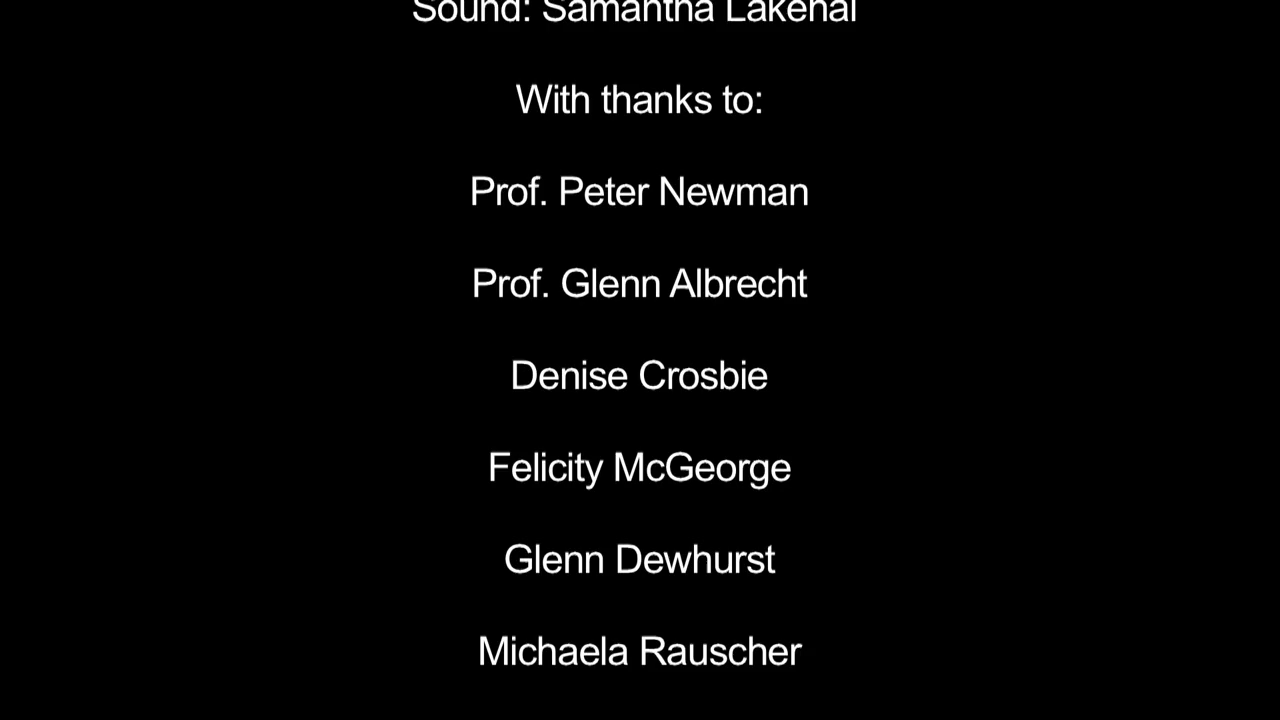 Sound: Samantha Lakehal
With thanks to:
Prof. Peter Newman
Prof. Glenn Albrecht
Denise Crosbie
Felicity McGeorge
Glenn Dewhurst
Michaela Rauscher